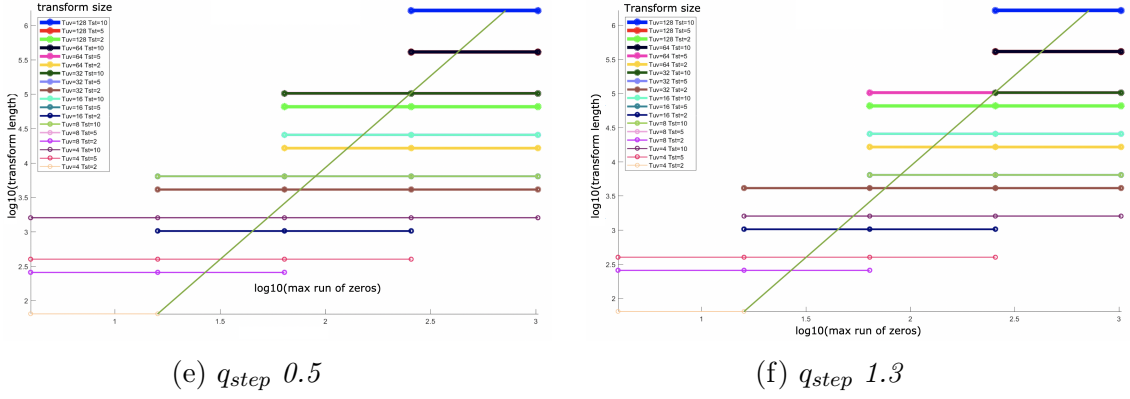 transform size
Tuv=128 Tst=10
Tuv=128 Tst=5
Tuv=128 Tst=2
Tuv=64 Tst=10
Tuv=64 Tst=5
Tuv=64 Tst=2
Tuv=32 Tst=10
Tuv=32 Tst=5
Tuv=32 Tst=2
Tuv=16 Tst=10
Tuv=16 Tst=5
Tuv=16 Tst=2
Tuv=8 Tst=10
Tuv=8 Tst=5
Tuv=8 Tst=2
Tuv=4 Tst=10
Tuv=4 Tst=5
Tuv=4 Tst=2
log10(transform length)
6
5.5
5
4.5
4
3.5
3
2.5
2
log10(max run of zeros)
1
1.5
2
2.5
3
(e) qstep 0.5
Transform size
Tuv=128 Tst=10
Tuv=128 Tst=5
Tuv=128 Tst=2
Tuv=64 Tst=10
Tuv=64 Tst=5
Tuv=64 Tst=2
Tuv=32 Tst=10
Tuv=32 Tst=5
Tuv=32 Tst=2
Tuv=16 Tst=10
Tuv=16 Tst=5
Tuv=16 Tst=2
Tuv=8 Tst=10
Tuv=8 Tst=5
Tuv=8 Tst=2
Tuv=4 Tst=10
Tuv=4 Tst=5
Tuv=4 Tst=2
log10(transform length)
6
5.5
5
4.5
4
3.5
3
2.5
2
1
1.5
2
2.5
3
log10(max run of zeros)
(f) qstep 1.3